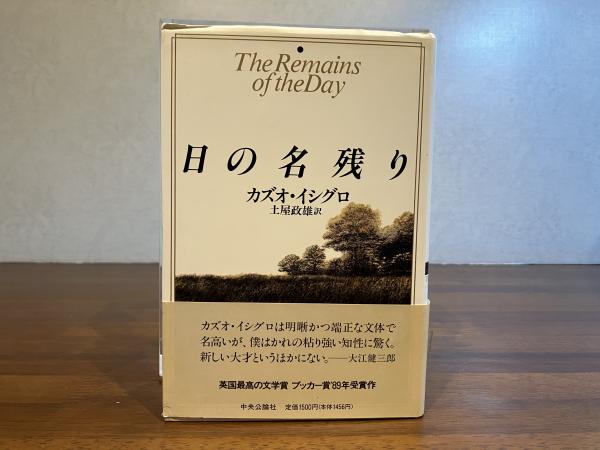 The Remains
of the Day
日の名残り
カズオ・イシグロ
土屋政雄訳
カズオ・イシグロは明晰かつ端正な文体で
名高いが、僕はかれの粘り強い知性に驚く。
新しい大才というほかにない。——大江健三郎
英国最高の文学賞 ブッカー賞'89年受賞作
中央公論社 定価1500円(本体1456円)